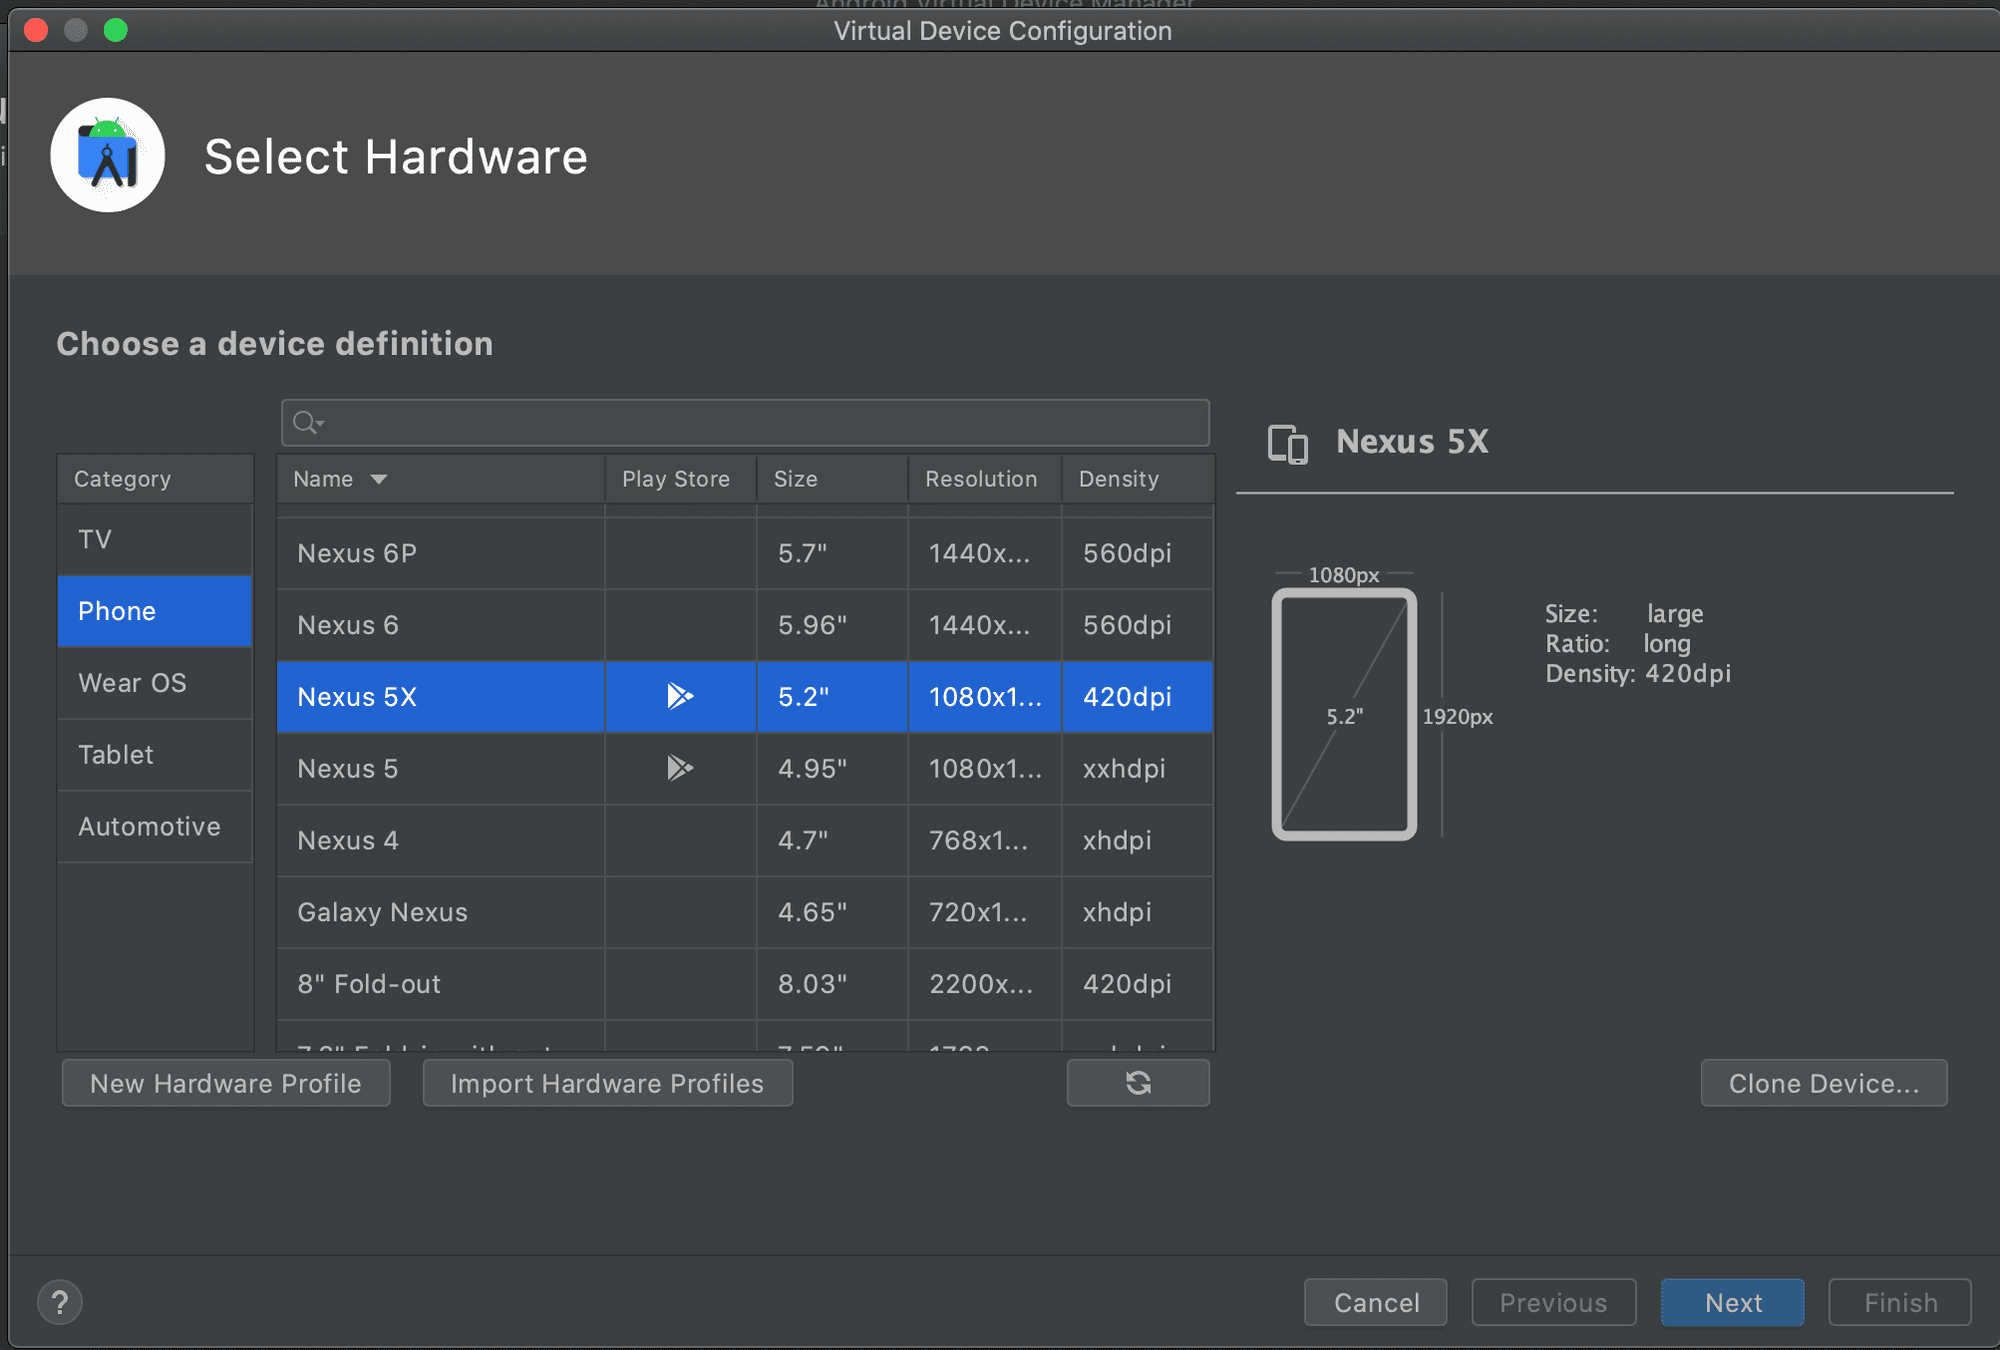 Android Virtual Device Manager
Virtual Device Configuration
Select Hardware
Choose a device definition
Category
TV
Phone
Wear OS
Tablet
Automotive
Name Play Store Size Resolution Density
Nexus 6P 5.7" 1440x... 560dpi
Nexus 6 5.96" 1440x... 560dpi
Nexus 5X 5.2" 1080x1... 420dpi
Nexus 5 4.95" 1080x1... xxhdpi
Nexus 4 4.7" 768x1... xhdpi
Galaxy Nexus 4.65" 720x1... xhdpi
8" Fold-out 8.03" 2200x... 420dpi
Nexus 5X
1080px
5.2"
1920px
Size: large
Ratio: long
Density: 420dpi
New Hardware Profile
Import Hardware Profiles
Clone Device...
?
Cancel
Previous
Next
Finish